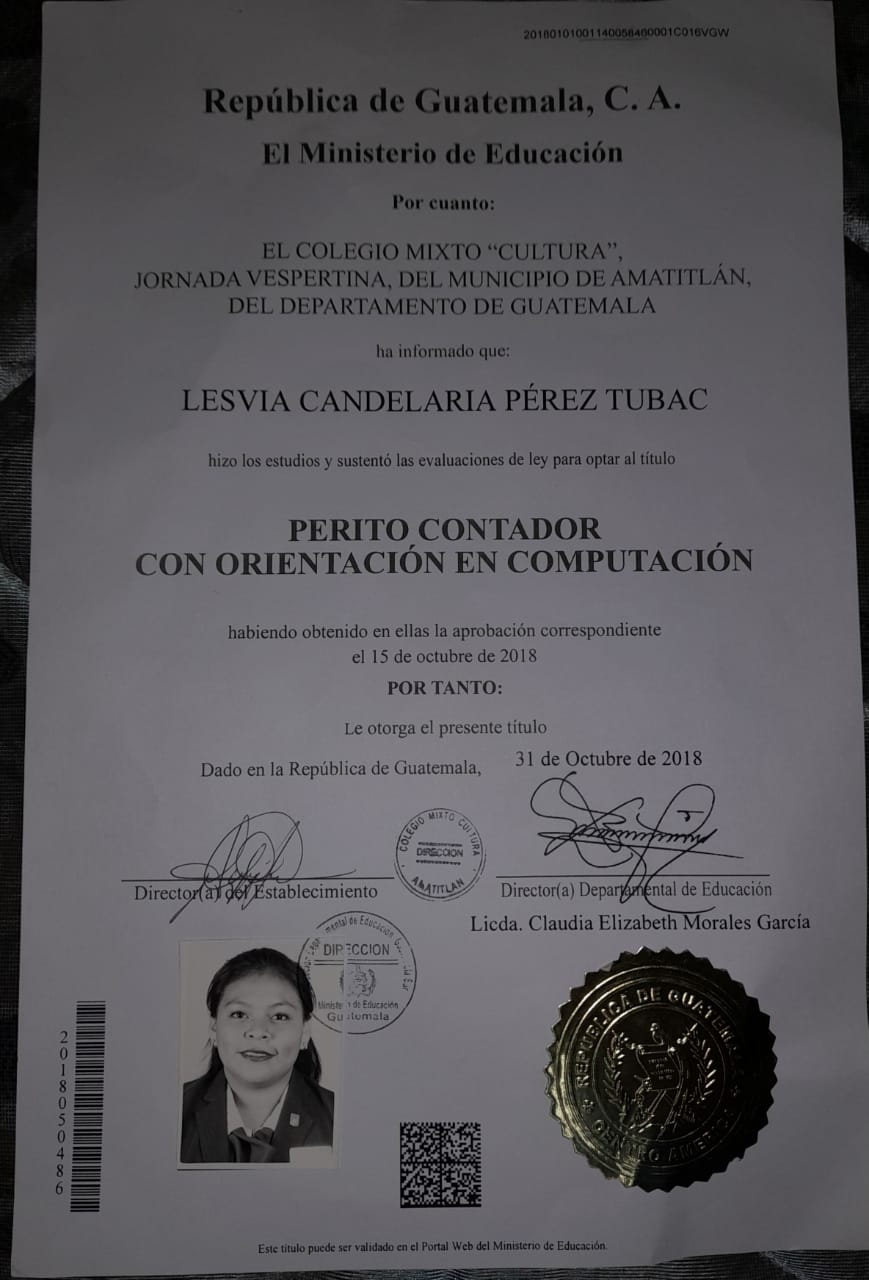 20180101001140058460001C016VGW
República de Guatemala, C. A.
El Ministerio de Educación
Por cuanto:
EL COLEGIO MIXTO “CULTURA”,
JORNADA VESPERTINA, DEL MUNICIPIO DE AMATITLÁN,
DEL DEPARTAMENTO DE GUATEMALA
ha informado que:
LESVIA CANDELARIA PÉREZ TUBAC
hizo los estudios y sustentó las evaluaciones de ley para optar al título
PERITO CONTADOR
CON ORIENTACIÓN EN COMPUTACIÓN
habiendo obtenido en ellas la aprobación correspondiente
el 15 de octubre de 2018
POR TANTO:
Le otorga el presente título
Dado en la República de Guatemala, 31 de Octubre de 2018
COLEGIO MIXTO CULTURA
DIRECCION
AMATITLAN
Director(a) del Establecimiento
Director(a) Departamental de Educación
Licda. Claudia Elizabeth Morales García
mental de Educación
DIRECCION
Ministerio de Educación
Guatemala
REPUBLICA DE GUATEMALA
CENTRO AMERICA
2018050486
Este título puede ser validado en el Portal Web del Ministerio de Educación.